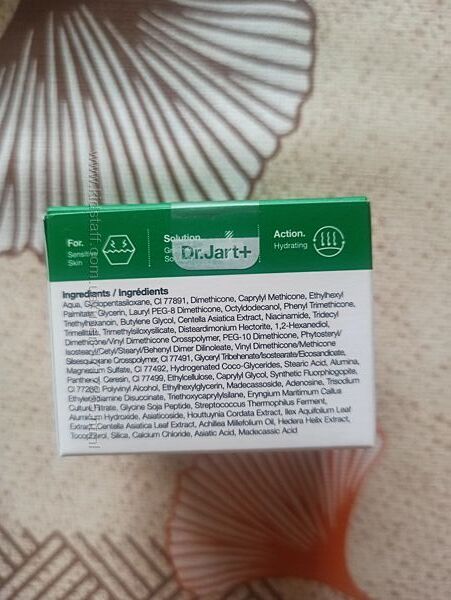 For.
Sensitive
Skin
Solution
Dr.Jart+
Action.
Hydrating
Ingredients / Ingrédients
Aqua, Cyclopentasiloxane, CI 77891, Dimethicone, Caprylyl Methicone, Ethylhexyl
Palmitate, Glycerin, Lauryl PEG-8 Dimethicone, Octyldodecanol, Phenyl Trimethicone,
Triethylhexanoin, Butylene Glycol, Centella Asiatica Extract, Niacinamide, Tridecyl
Trimellitate, Trimethylsiloxysilicate, Disteardimonium Hectorite, 1,2-Hexanediol,
Dimethicone/Vinyl Dimethicone Crosspolymer, PEG-10 Dimethicone, Phytosteryl/
Isostearyl/Cetyl/Stearyl/Behenyl Dimer Dilinoleate, Vinyl Dimethicone/Methicone
Silsesquioxane Crosspolymer, CI 77491, Glyceryl Tribehenate/Isostearate/Eicosandioate,
Magnesium Sulfate, CI 77492, Hydrogenated Coco-Glycerides, Stearic Acid, Alumina,
Panthenol, Ceresin, CI 77499, Ethylcellulose, Caprylyl Glycol, Synthetic Fluorphlogopite,
CI 77288, Polyvinyl Alcohol, Ethylhexylglycerin, Madecassoside, Adenosine, Trisodium
Ethylenediamine Disuccinate, Triethoxycaprylylsilane, Eryngium Maritimum Callus
Culture Filtrate, Glycine Soja Peptide, Streptococcus Thermophilus Ferment,
Aluminum Hydroxide, Asiaticoside, Houttuynia Cordata Extract, Ilex Aquifolium Leaf
Extract, Centella Asiatica Leaf Extract, Achillea Millefolium Oil, Hedera Helix Extract,
Tocopherol, Silica, Calcium Chloride, Asiatic Acid, Madecassic Acid